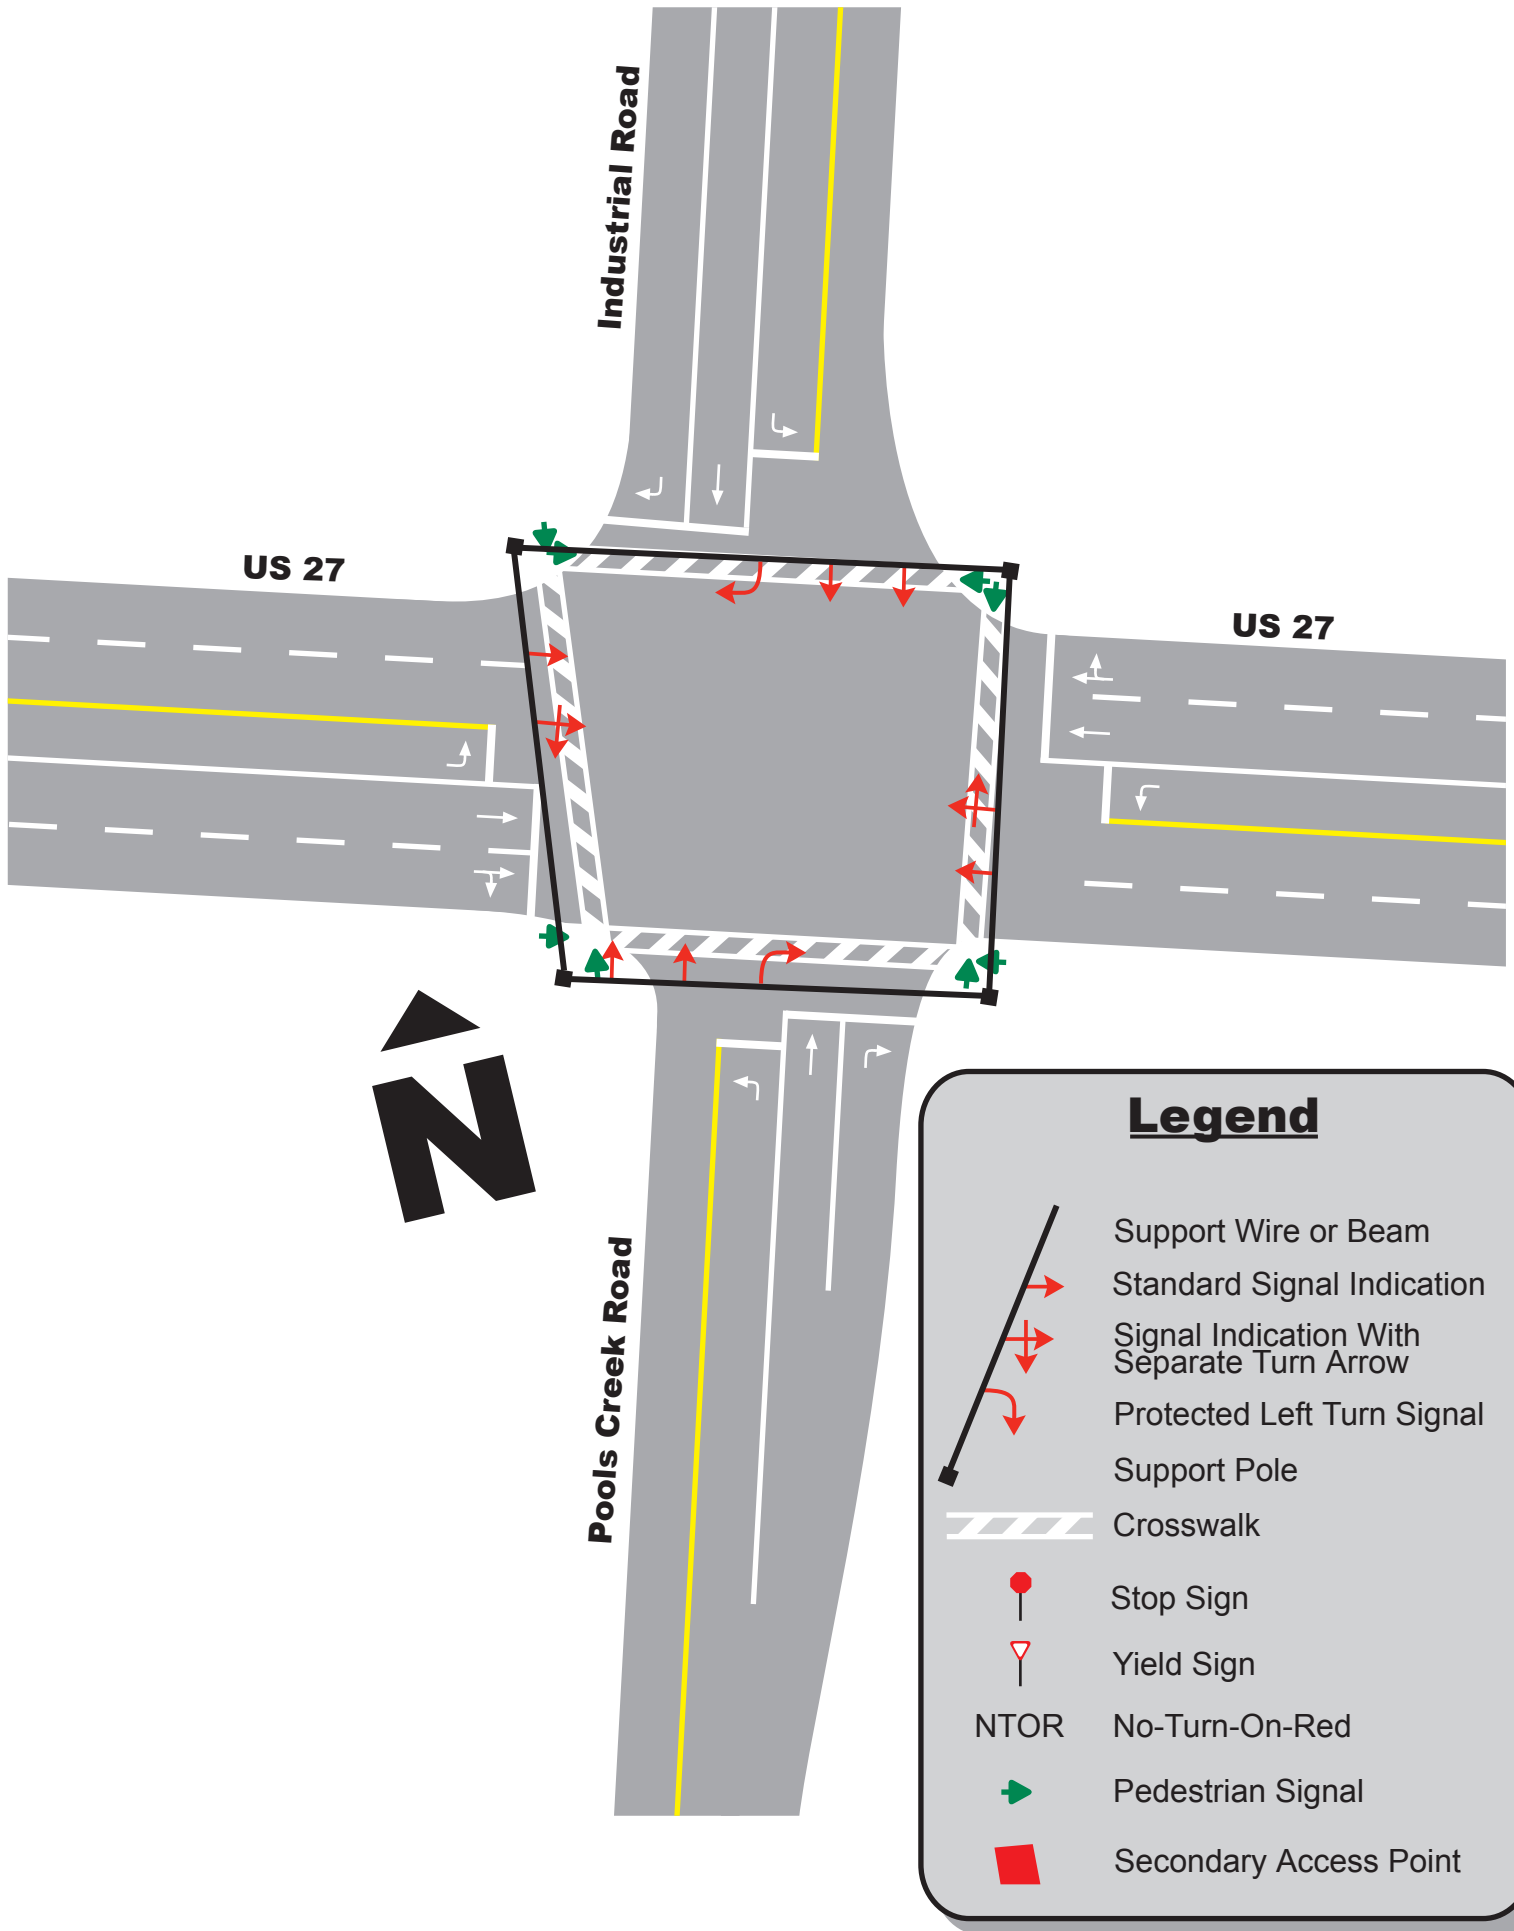 Industrial Road
US 27
US 27
N
Pools Creek Road
Legend
Support Wire or Beam
Standard Signal Indication
Signal Indication With
Separate Turn Arrow
Protected Left Turn Signal
Support Pole
Crosswalk
Stop Sign
Yield Sign
NTOR No-Turn-On-Red
Pedestrian Signal
Secondary Access Point